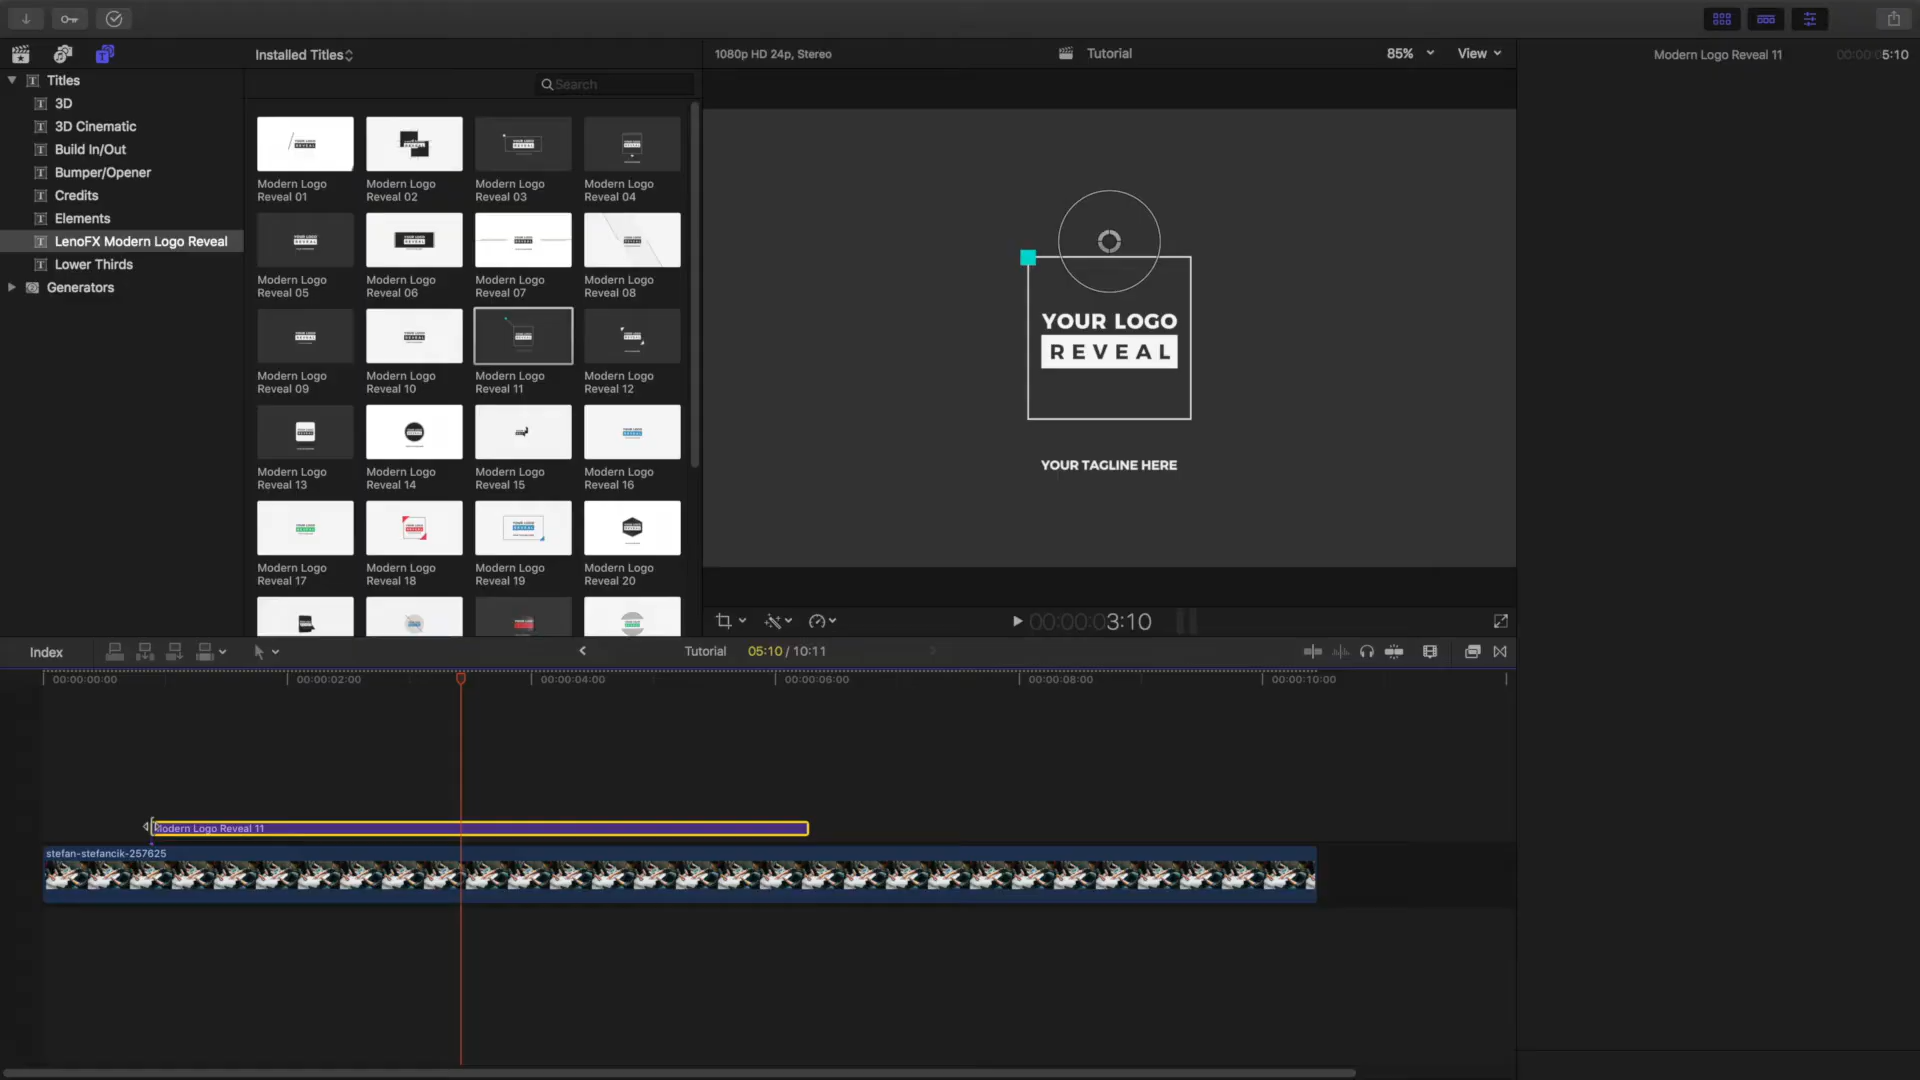 Installed Titles
1080p HD 24p, Stereo
Tutorial
85%
View
Modern Logo Reveal 11
00:00:05:10
Search
Titles
3D
3D Cinematic
Build In/Out
Bumper/Opener
Credits
Elements
LenoFX Modern Logo Reveal
Lower Thirds
Generators
Modern Logo
Reveal 01
Modern Logo
Reveal 02
Modern Logo
Reveal 03
Modern Logo
Reveal 04
Modern Logo
Reveal 05
Modern Logo
Reveal 06
Modern Logo
Reveal 07
Modern Logo
Reveal 08
Modern Logo
Reveal 09
Modern Logo
Reveal 10
Modern Logo
Reveal 11
Modern Logo
Reveal 12
Modern Logo
Reveal 13
Modern Logo
Reveal 14
Modern Logo
Reveal 15
Modern Logo
Reveal 16
Modern Logo
Reveal 17
Modern Logo
Reveal 18
Modern Logo
Reveal 19
Modern Logo
Reveal 20
YOUR LOGO
REVEAL
YOUR TAGLINE HERE
00:00:03:10
Index
Tutorial
05:10 / 10:11
00:00:00:00
00:00:02:00
00:00:04:00
00:00:06:00
00:00:08:00
00:00:10:00
Modern Logo Reveal 11
stefan-stefancik-257625